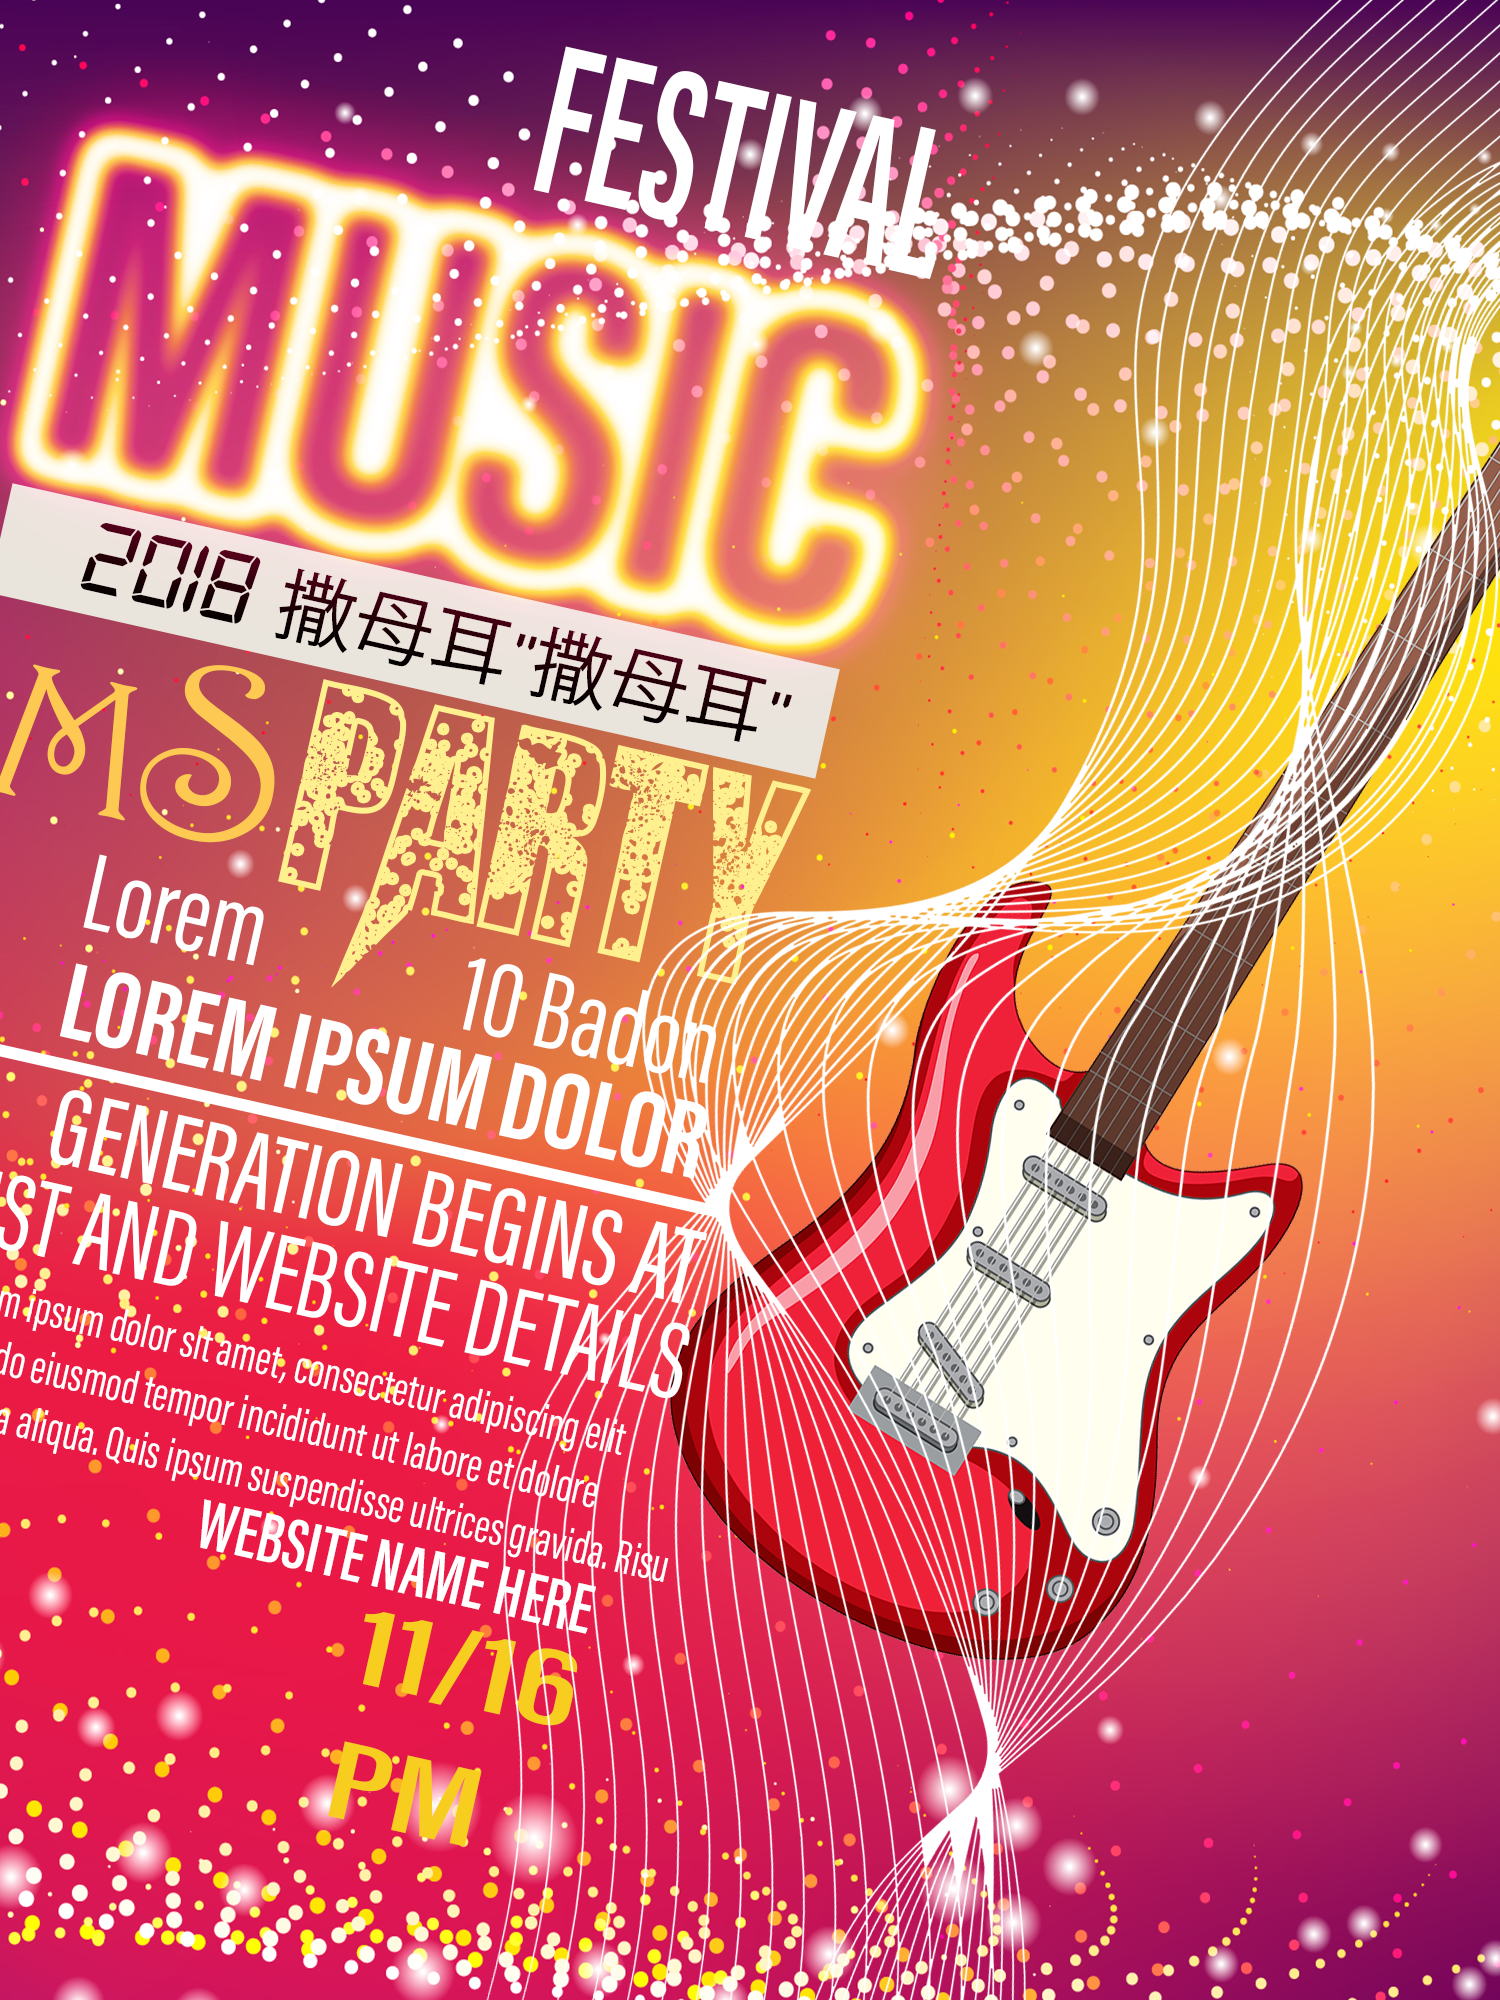 FESTIVAL
MUSIC
2018 撒母耳"撒母耳"
MS PARTY
Lorem
10 Badon
LOREM IPSUM DOLOR
GENERATION BEGINS AT
ST AND WEBSITE DETAILS
m ipsum dolor sit amet, consectetur adipiscing elit
do eiusmod tempor incididunt ut labore et dolore
a aliqua. Quis ipsum suspendisse ultrices gravida. Risu
WEBSITE NAME HERE
11/16
PM